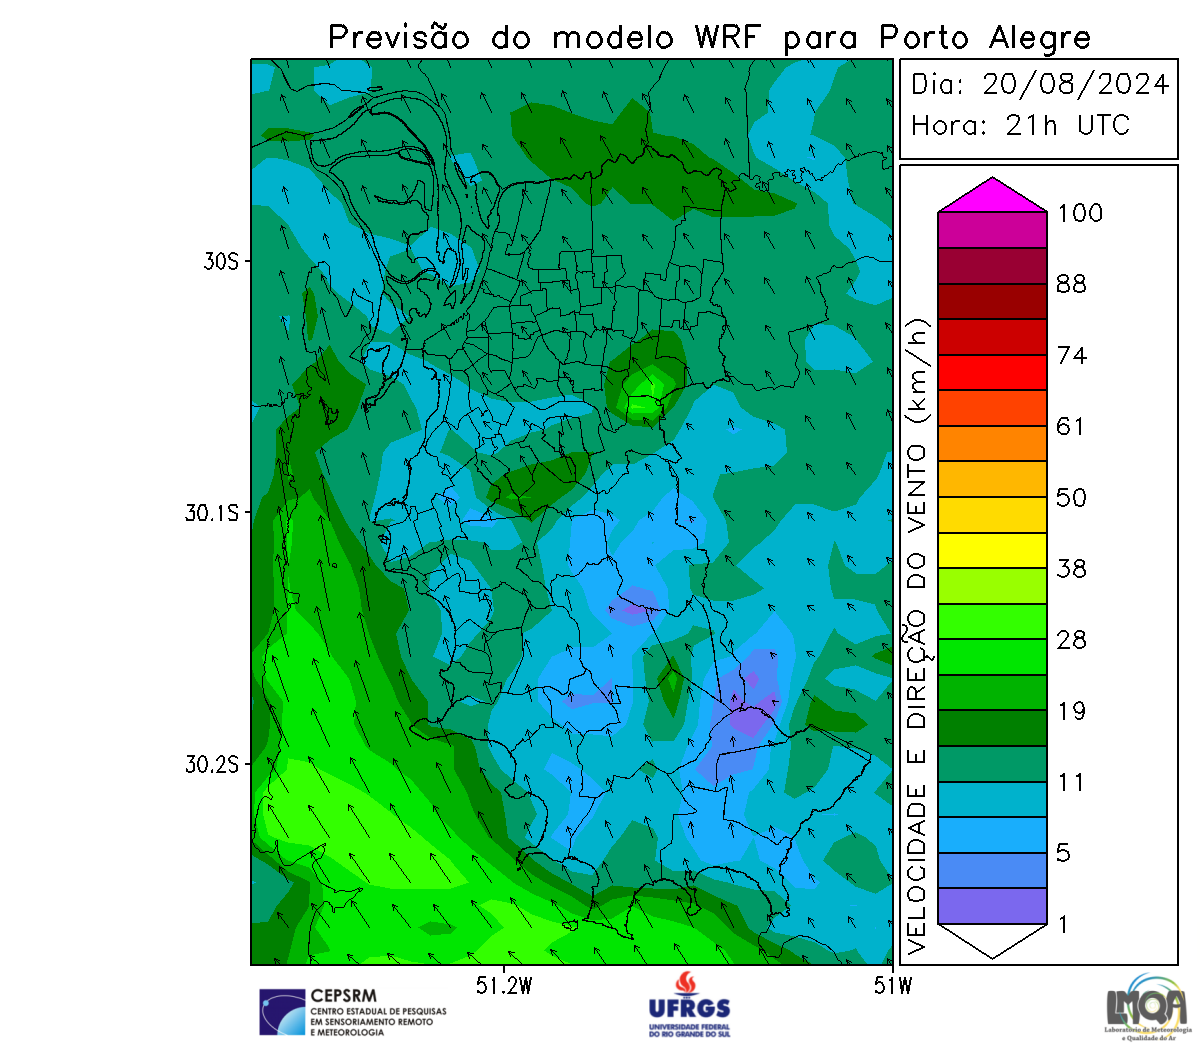 Previsão do modelo WRF para Porto Alegre
Dia: 20/08/2024
Hora: 21h UTC
30S
30.1S
30.2S
51.2W
51W
VELOCIDADE E DIREÇÃO DO VENTO (km/h)
100
88
74
61
50
38
28
19
11
5
1
CEPSRM
CENTRO ESTADUAL DE PESQUISAS
EM SENSORIAMENTO REMOTO
E METEOROLOGIA
UFRGS
UNIVERSIDADE FEDERAL
DO RIO GRANDE DO SUL
LMQA
Laboratório de Meteorologia
e Qualidade do Ar